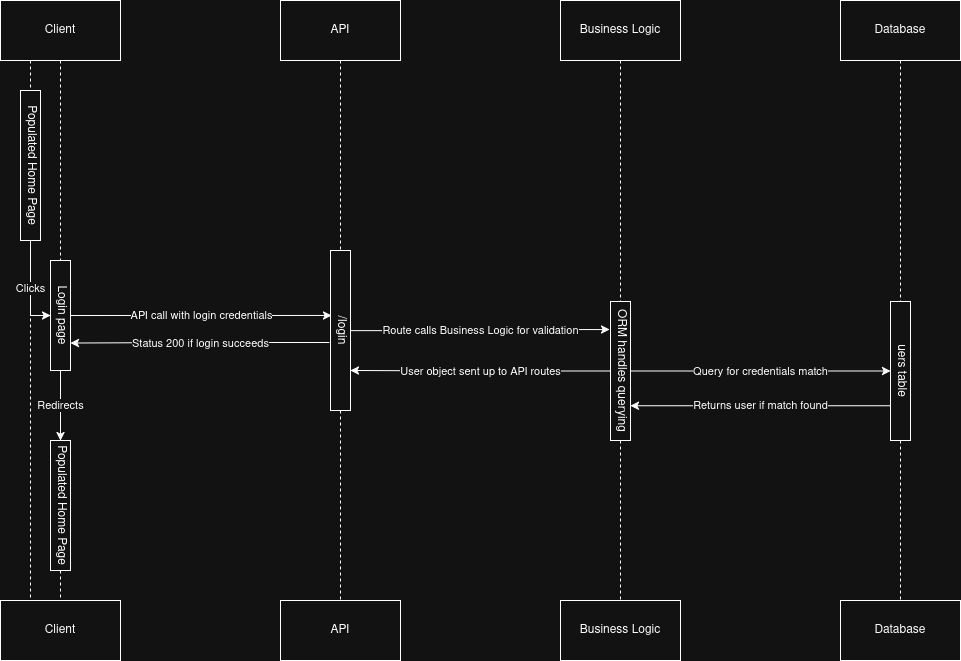 Client
API
Business Logic
Database
Populated Home Page
Clicks
Login page
API call with login credentials
Status 200 if login succeeds
/login
Route calls Business Logic for validation
User object sent up to API routes
ORM handles querying
Query for credentials match
Returns user if match found
uers table
Redirects
Populated Home Page
Client
API
Business Logic
Database